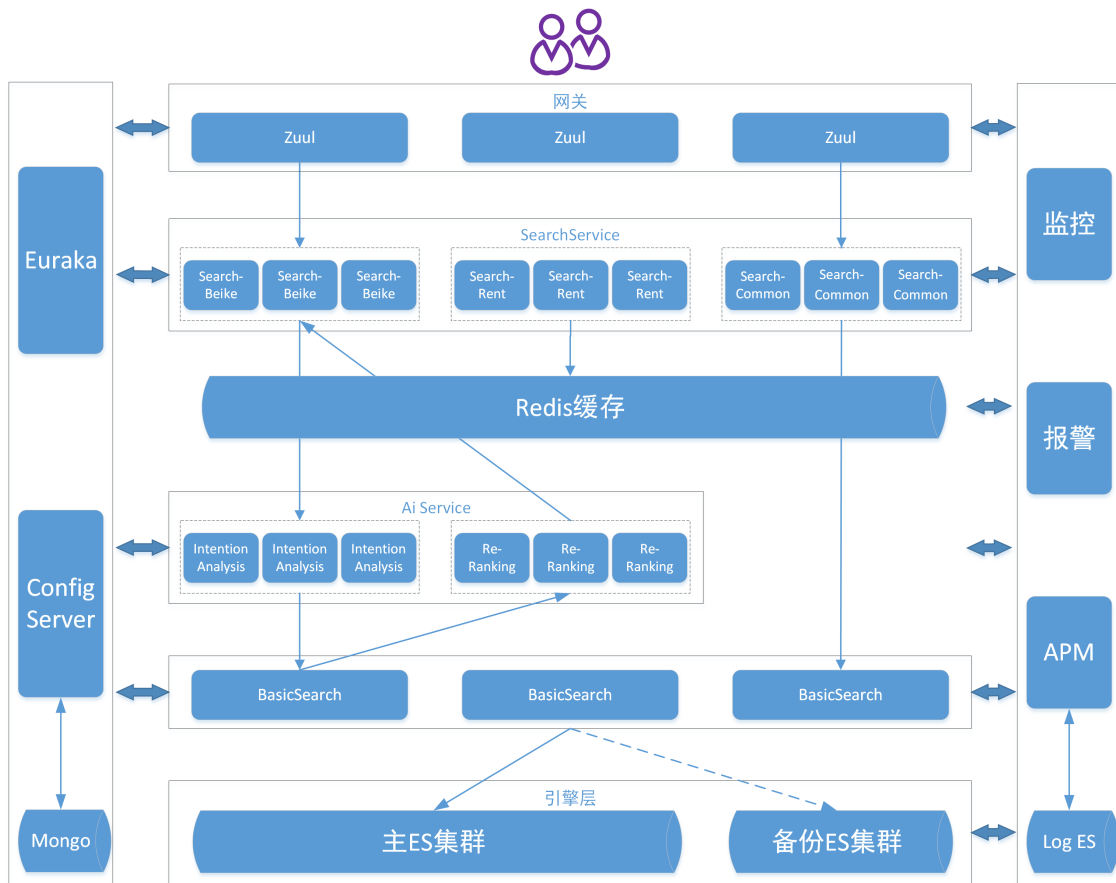 网关
Zuul
Zuul
Zuul
Euraka
监控
SearchService
Search-
Beike
Search-
Beike
Search-
Beike
Search-
Rent
Search-
Rent
Search-
Rent
Search-
Common
Search-
Common
Search-
Common
Redis缓存
报警
Ai Service
Intention
Analysis
Intention
Analysis
Intention
Analysis
Re-
Ranking
Re-
Ranking
Re-
Ranking
Config
Server
APM
BasicSearch
BasicSearch
BasicSearch
引擎层
Mongo
主ES集群
备份ES集群
Log ES